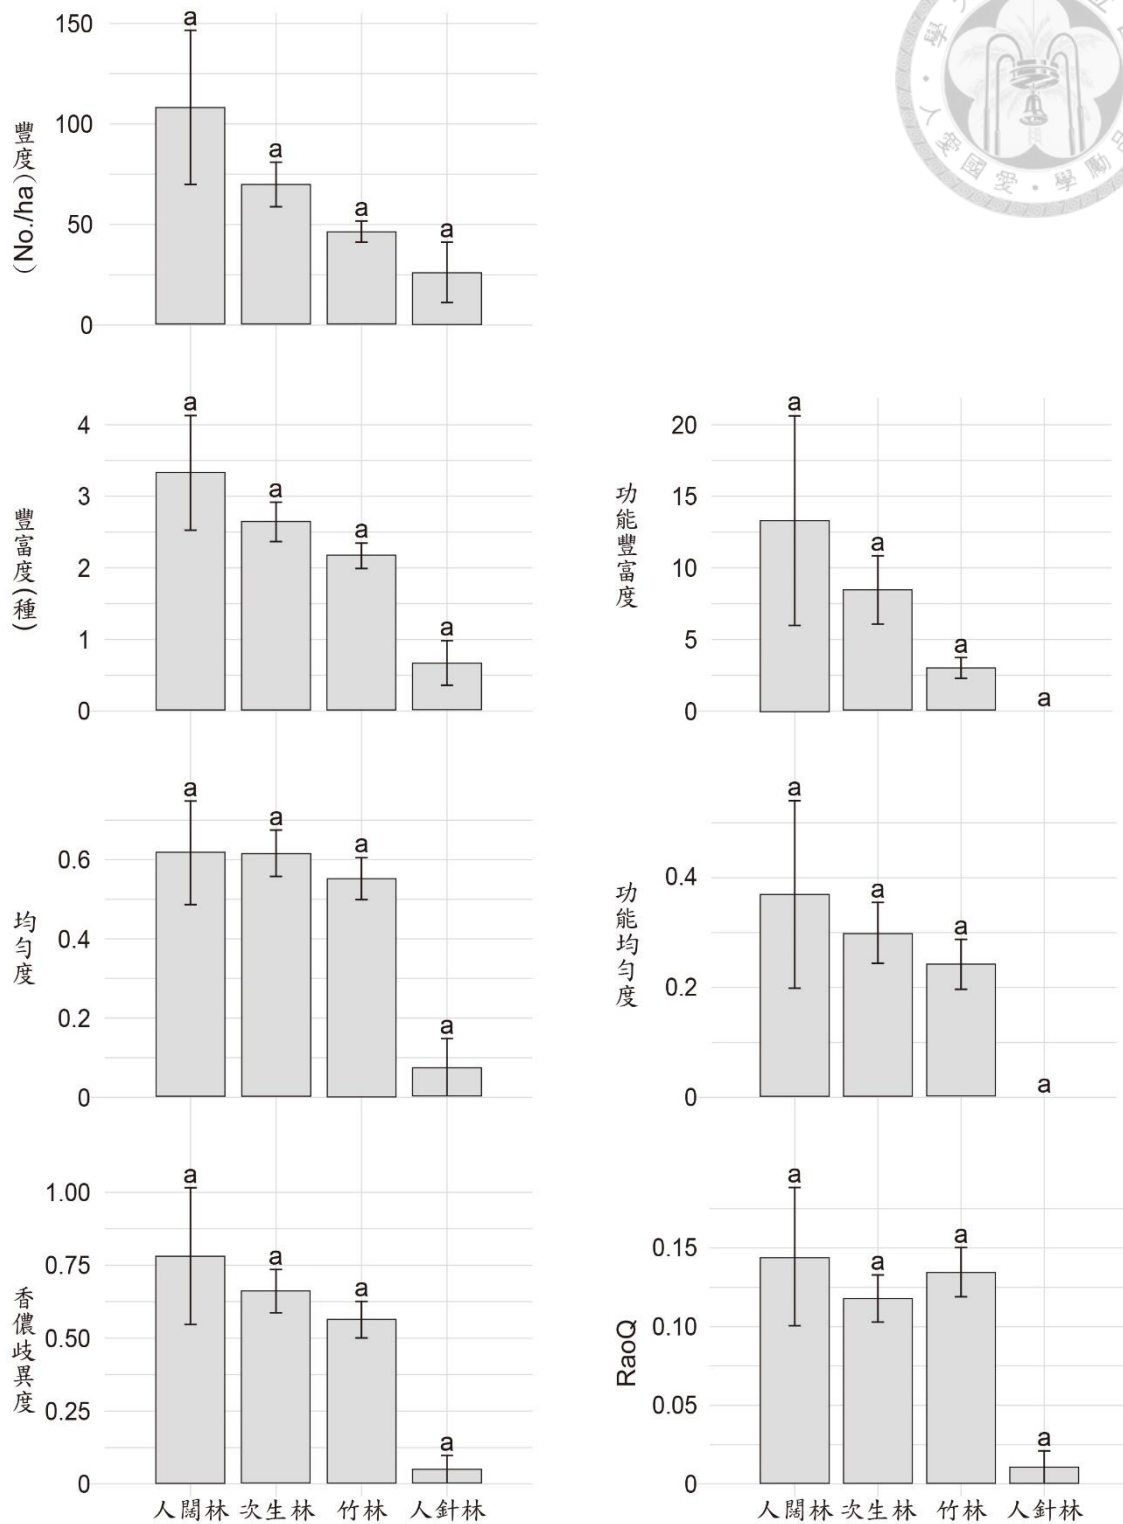 150
100
50
0
豐度(No./ha)
a
a
a
a
4
3
2
1
0
豐富度(種)
a
a
a
a
20
15
10
5
0
功能豐富度
a
a
a
a
0.6
0.4
0.2
0
均勻度
a
a
a
a
0.4
0.2
0
功能均勻度
a
a
a
a
1.00
0.75
0.50
0.25
0
香儂歧異度
a
a
a
a
人闊林 次生林 竹林 人針林
0.15
0.10
0.05
0
RaoQ
a
a
a
a
人闊林 次生林 竹林 人針林